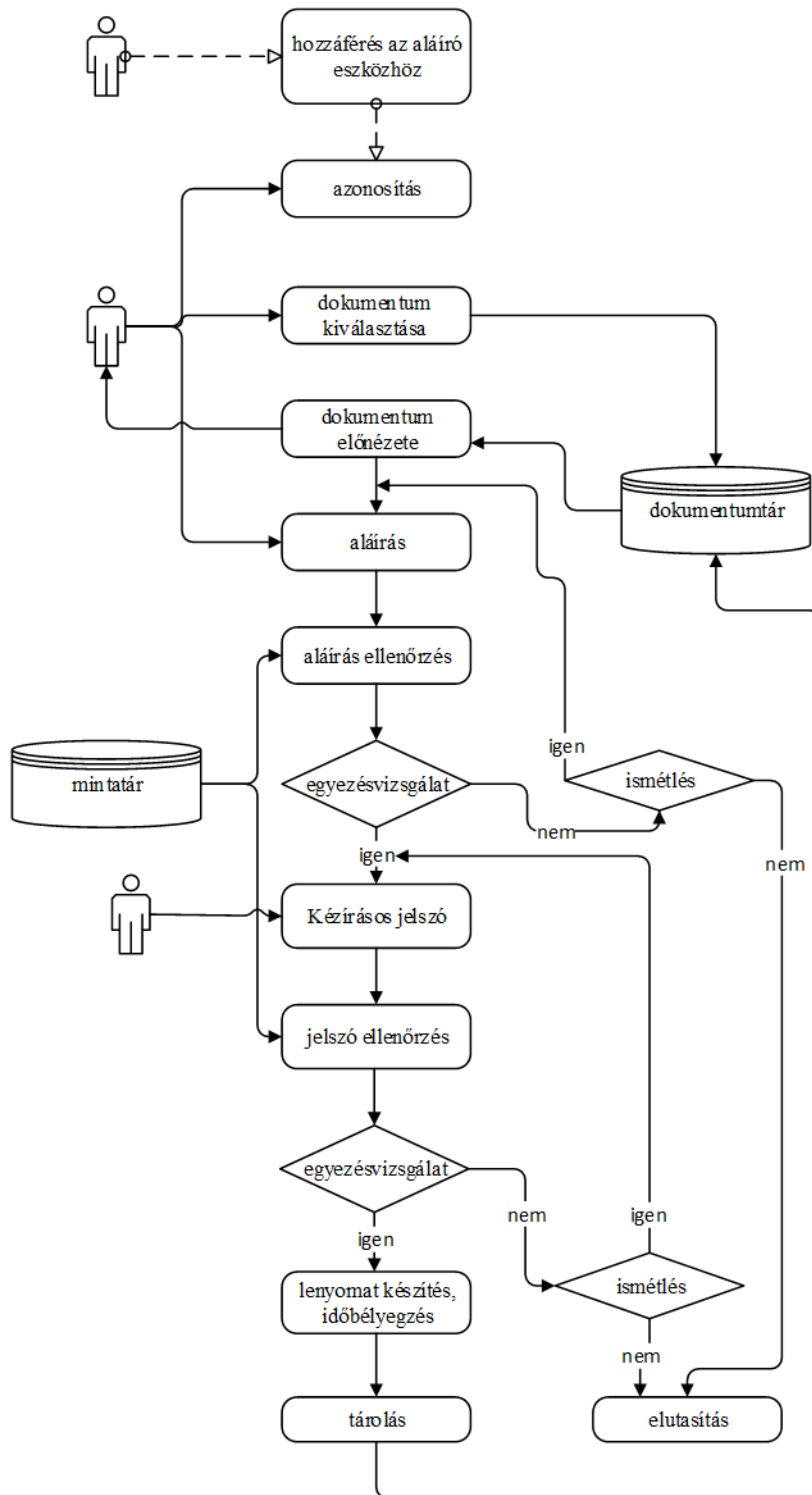 hozzáférés az aláíró
eszközhöz
azonosítás
dokumentum
kiválasztása
dokumentum
előnézete
dokumentumtár
aláírás
aláírás ellenőrzés
igen
mintatár
egyezésvizsgálat
ismétlés
nem
igen
nem
Kézírásos jelszó
jelszó ellenőrzés
egyezésvizsgálat
nem
igen
igen
lenyomat készítés,
időbélyegzés
ismétlés
nem
tárolás
elutasítás